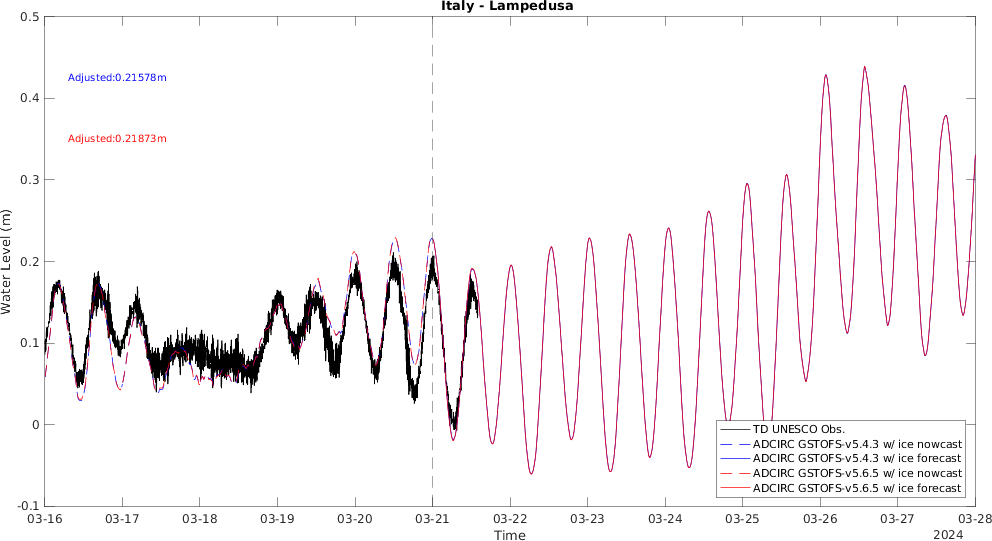 Italy - Lampedusa
0.5
0.4
0.3
0.2
0.1
0
-0.1
Water Level (m)
Adjusted:0.21578m
Adjusted:0.21873m
TD UNESCO Obs.
ADCIRC GSTOFS-v5.4.3 w/ ice nowcast
ADCIRC GSTOFS-v5.4.3 w/ ice forecast
ADCIRC GSTOFS-v5.6.5 w/ ice nowcast
ADCIRC GSTOFS-v5.6.5 w/ ice forecast
03-16 03-17 03-18 03-19 03-20 03-21 03-22 03-23 03-24 03-25 03-26 03-27 03-28
Time
2024